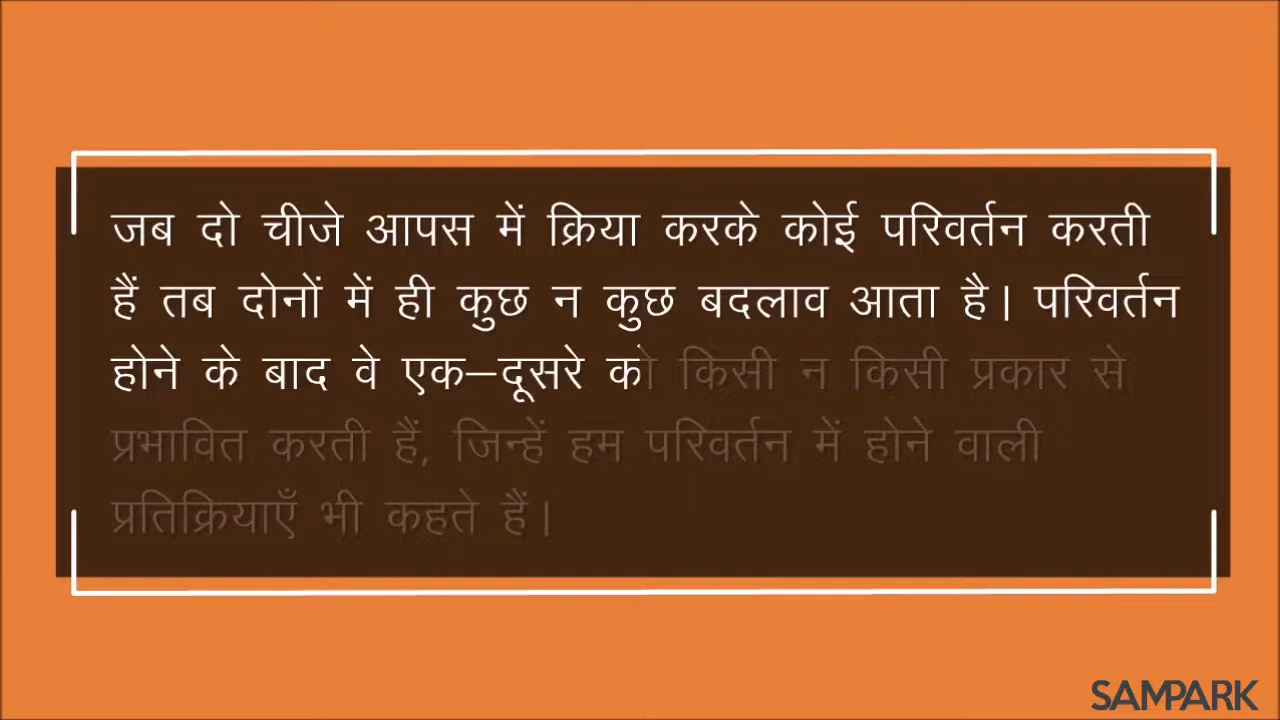 जब दो चीजे आपस में क्रिया करके कोई परिवर्तन करती
हैं तब दोनों में ही कुछ न कुछ बदलाव आता है। परिवर्तन
होने के बाद वे एक–दूसरे को किसी न किसी प्रकार से
प्रभावित करती हैं, जिन्हें हम परिवर्तन में होने वाली
प्रतिक्रियाएँ भी कहते हैं।
SAMPARK